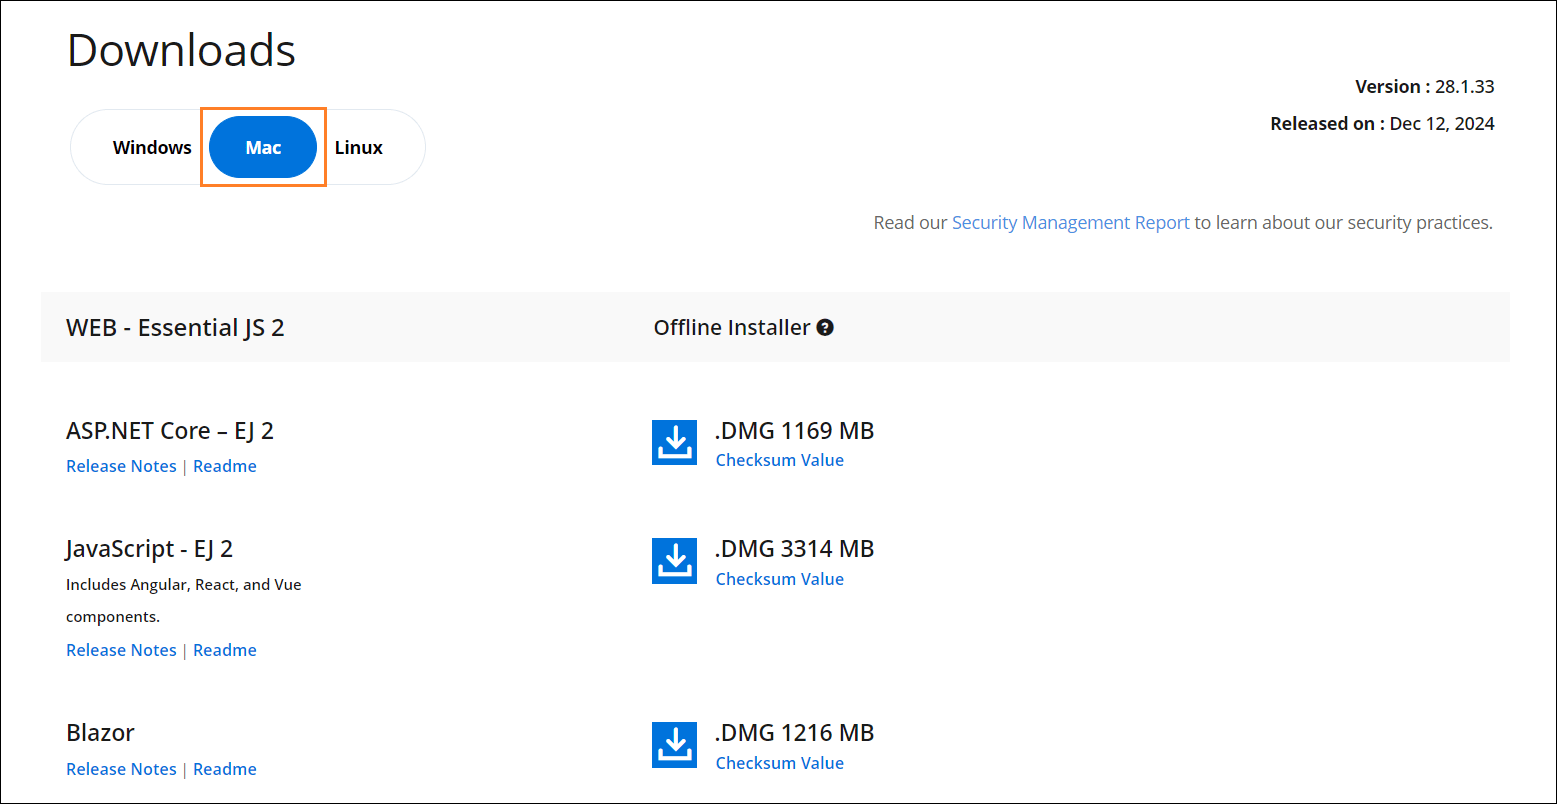 Downloads
Version : 28.1.33
Released on : Dec 12, 2024
Windows Mac Linux
Read our Security Management Report to learn about our security practices.
WEB - Essential JS 2 Offline Installer ?
ASP.NET Core – EJ 2 .DMG 1169 MB
Release Notes | Readme Checksum Value
JavaScript - EJ 2 .DMG 3314 MB
Includes Angular, React, and Vue Checksum Value
components.
Release Notes | Readme
Blazor .DMG 1216 MB
Release Notes | Readme Checksum Value